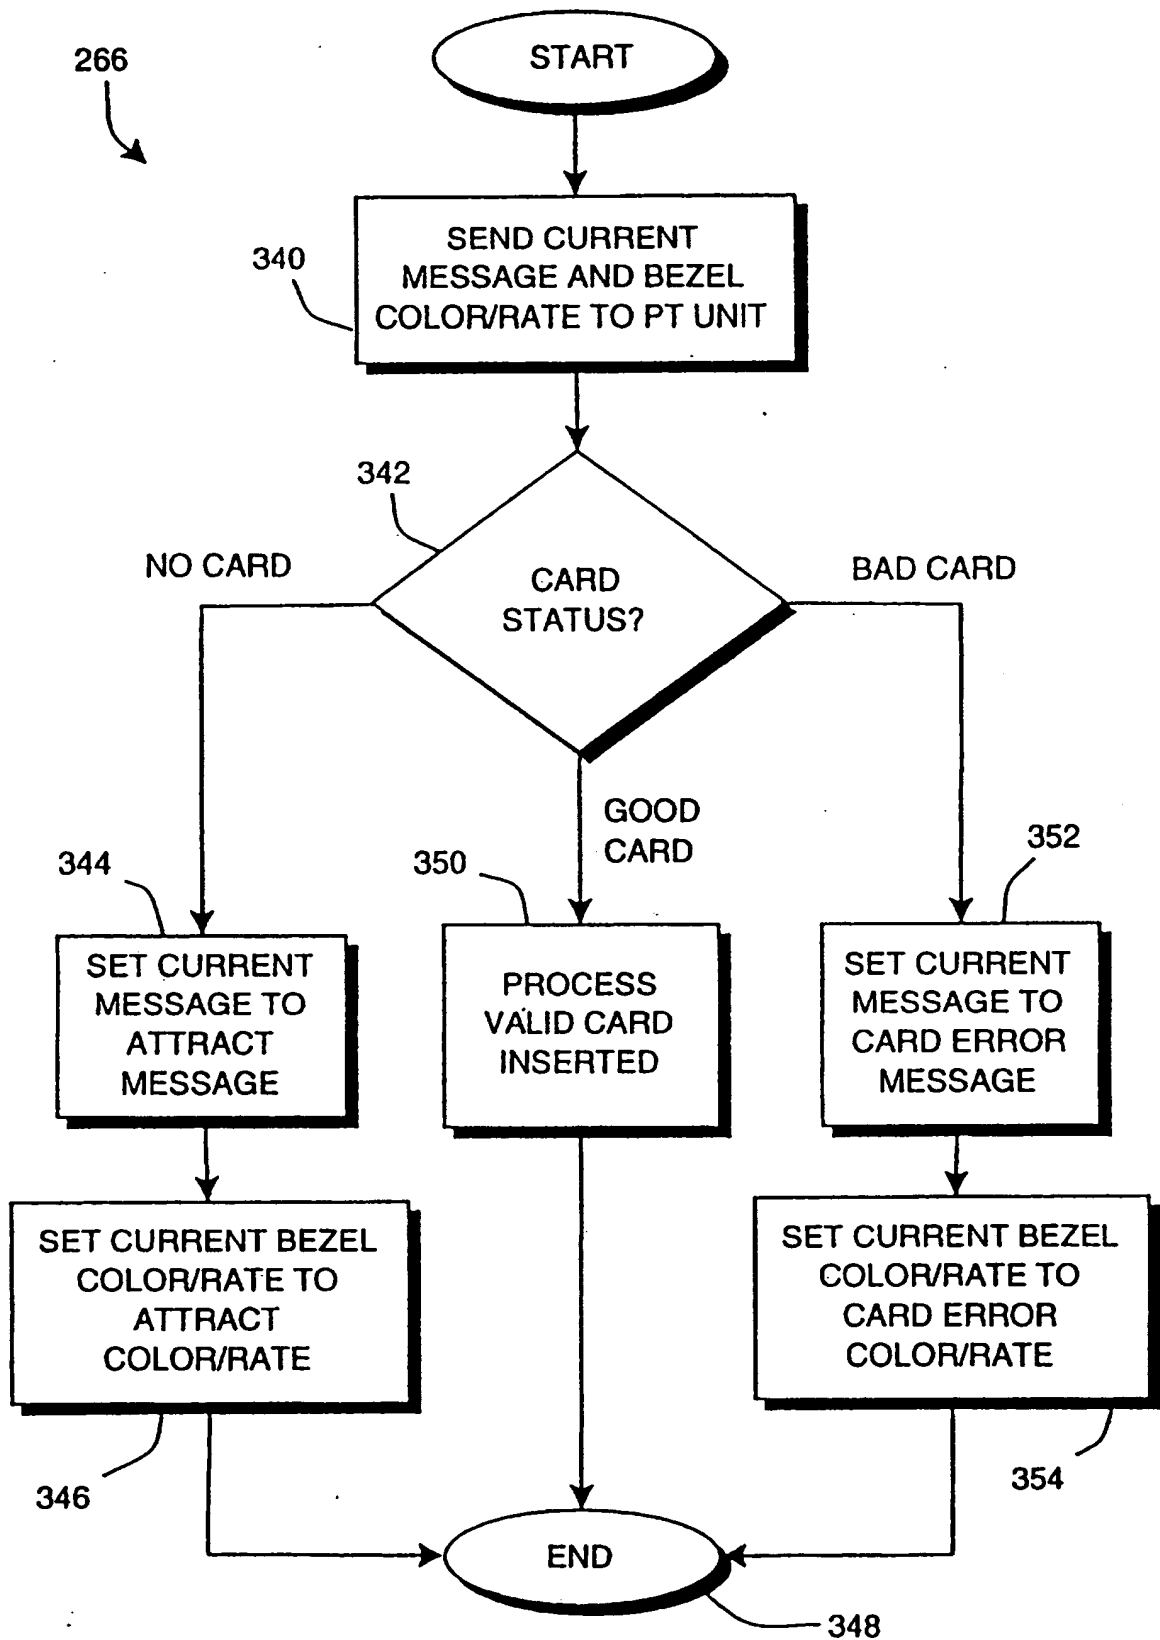 START
266
SEND CURRENT
MESSAGE AND BEZEL
COLOR/RATE TO PT UNIT
340
342
NO CARD
CARD
STATUS?
BAD CARD
GOOD
CARD
344
350
352
SET CURRENT
MESSAGE TO
ATTRACT
MESSAGE
PROCESS
VALID CARD
INSERTED
SET CURRENT
MESSAGE TO
CARD ERROR
MESSAGE
SET CURRENT BEZEL
COLOR/RATE TO
ATTRACT
COLOR/RATE
SET CURRENT BEZEL
COLOR/RATE TO
CARD ERROR
COLOR/RATE
346
354
END
348